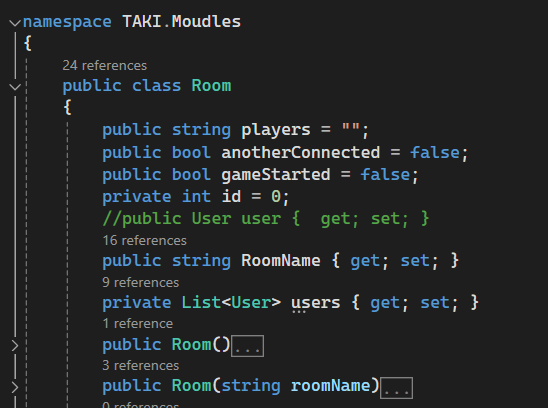 namespace TAKI.Moudles
{
24 references
public class Room
{
public string players = "";
public bool anotherConnected = false;
public bool gameStarted = false;
private int id = 0;
//public User user {  get; set; }
16 references
public string RoomName { get; set; }
9 references
private List<User> users { get; set; }
1 reference
public Room()...
3 references
public Room(string roomName)...
0 references